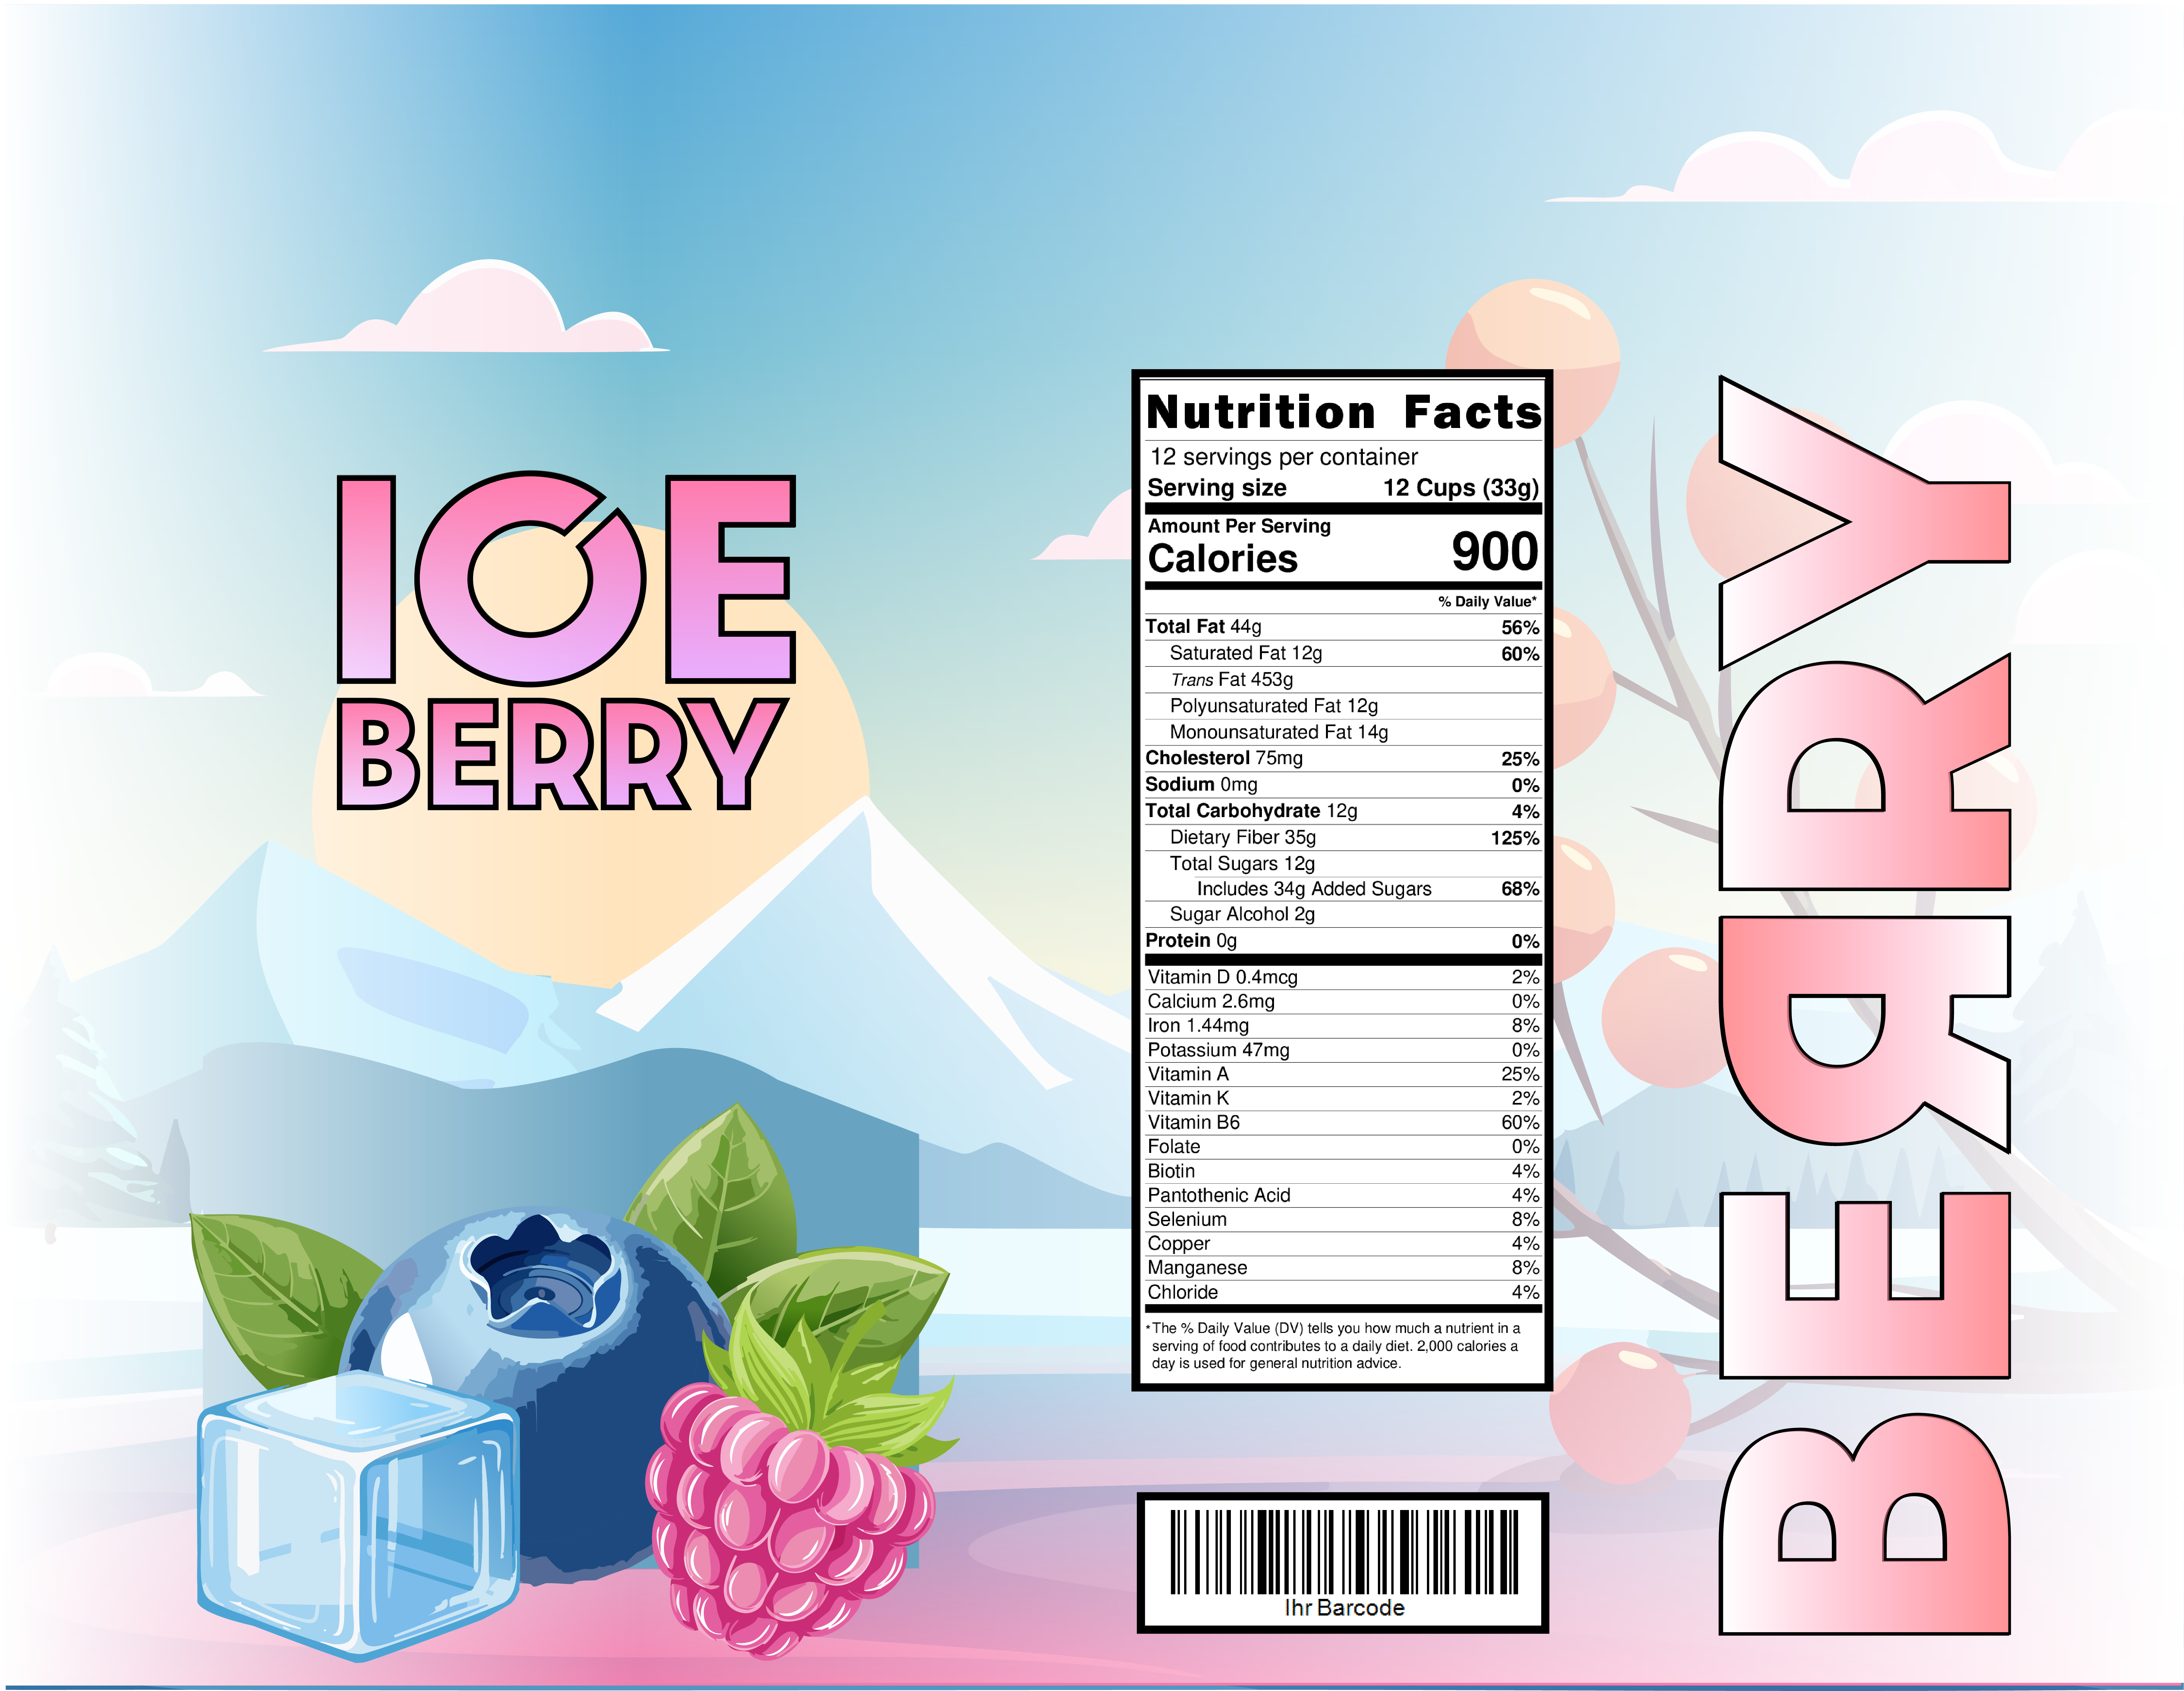 ICE
BERRY
Nutrition Facts
12 servings per container
Serving size 12 Cups (33g)
Amount Per Serving
Calories 900
% Daily Value*
Total Fat 44g 56%
Saturated Fat 12g 60%
Trans Fat 453g
Polyunsaturated Fat 12g
Monounsaturated Fat 14g
Cholesterol 75mg 25%
Sodium 0mg 0%
Total Carbohydrate 12g 4%
Dietary Fiber 35g 125%
Total Sugars 12g
Includes 34g Added Sugars 68%
Sugar Alcohol 2g
Protein 0g 0%
Vitamin D 0.4mcg 2%
Calcium 2.6mg 0%
Iron 1.44mg 8%
Potassium 47mg 0%
Vitamin A 25%
Vitamin K 2%
Vitamin B6 60%
Folate 0%
Biotin 4%
Pantothenic Acid 4%
Selenium 8%
Copper 4%
Manganese 8%
Chloride 4%
*The % Daily Value (DV) tells you how much a nutrient in a
serving of food contributes to a daily diet. 2,000 calories a
day is used for general nutrition advice.
Ihr Barcode
BERRY